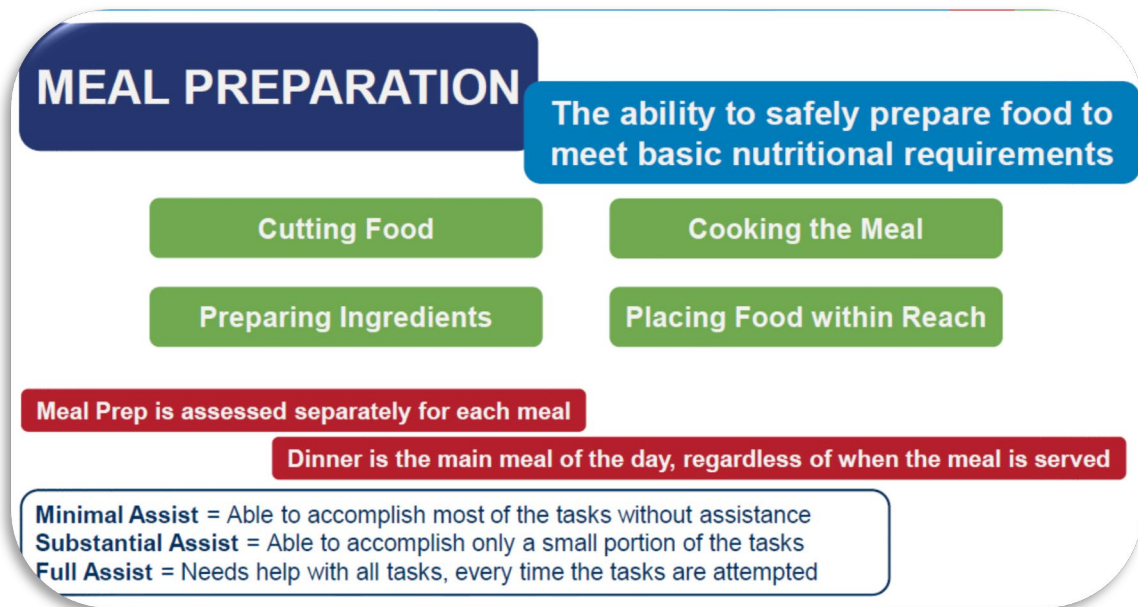 MEAL PREPARATION
The ability to safely prepare food to
meet basic nutritional requirements
Cutting Food
Cooking the Meal
Preparing Ingredients
Placing Food within Reach
Meal Prep is assessed separately for each meal
Dinner is the main meal of the day, regardless of when the meal is served
Minimal Assist = Able to accomplish most of the tasks without assistance
Substantial Assist = Able to accomplish only a small portion of the tasks
Full Assist = Needs help with all tasks, every time the tasks are attempted